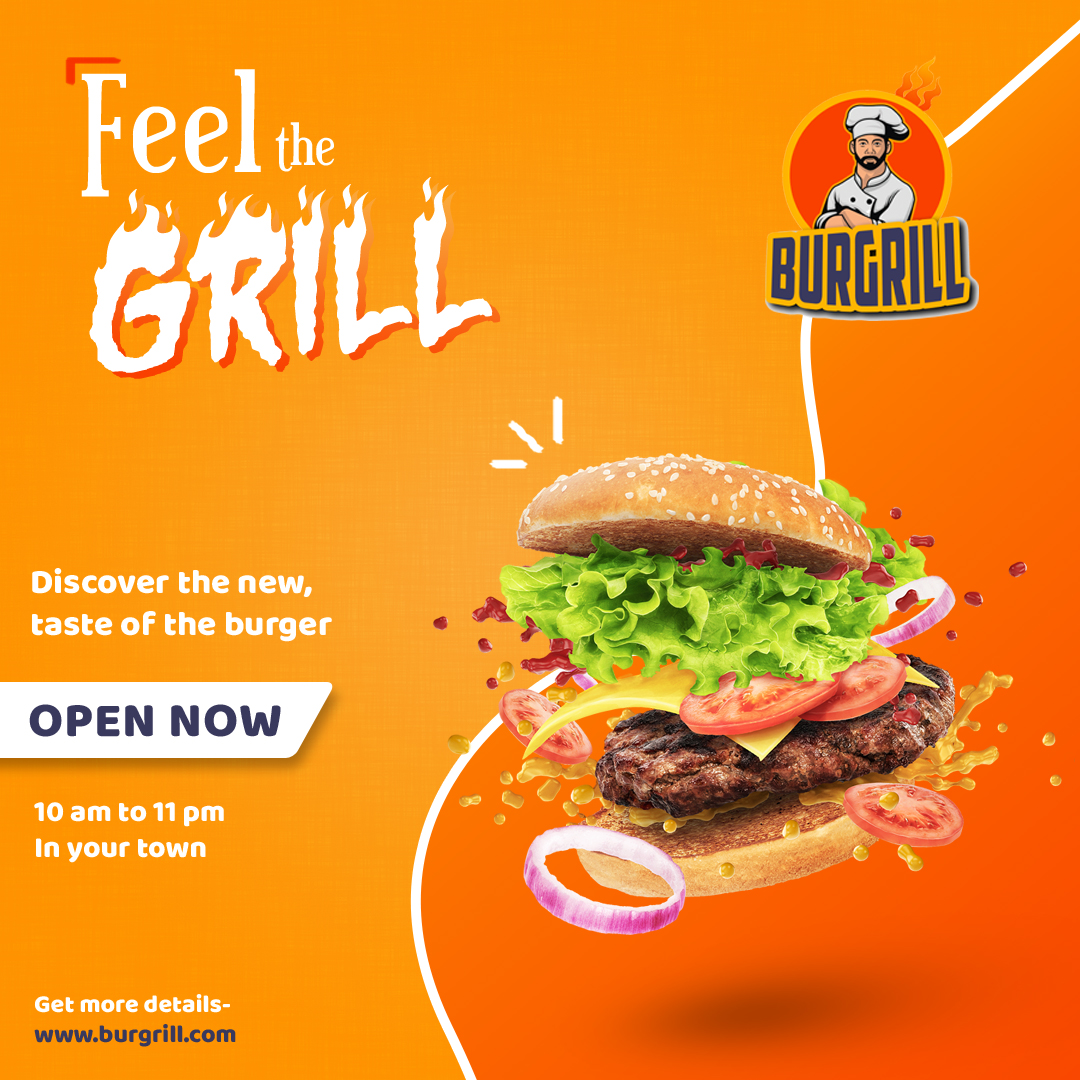 Feel the
GRILL
BURGRILL
Discover the new,
taste of the burger
OPEN NOW
10 am to 11 pm
In your town
Get more details-
www.burgrill.com